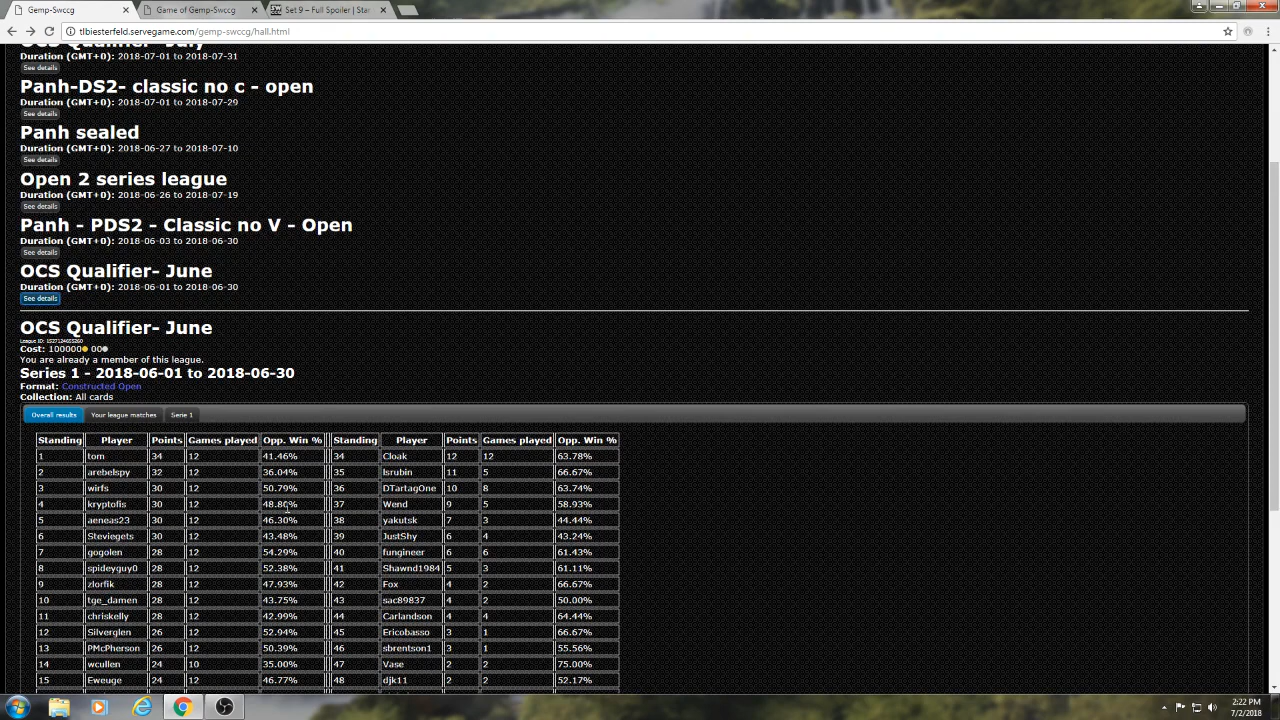 Gemp-Swccg
Game of Gemp-Swccg
Set 9 – Full Spoiler | Star
tlbiesterfeld.servegame.org/gemp-swccg/hall.html
OCS Qualifier- July
Duration (GMT+0): 2018-07-01 to 2018-07-31
See details
Panh-DS2- classic no c - open
Duration (GMT+0): 2018-07-01 to 2018-07-29
See details
Panh sealed
Duration (GMT+0): 2018-06-27 to 2018-07-10
See details
Open 2 series league
Duration (GMT+0): 2018-06-26 to 2018-07-19
See details
Panh - PDS2 - Classic no V - Open
Duration (GMT+0): 2018-06-03 to 2018-06-30
See details
OCS Qualifier- June
Duration (GMT+0): 2018-06-01 to 2018-06-30
See details
OCS Qualifier- June
Cost: 100000 00
You are already a member of this league.
Series 1 - 2018-06-01 to 2018-06-30
Format: Constructed Open
Collection: All cards
Overall results Your league matches Serie 1
Standing Player Points Games played Opp. Win % Standing Player Points Games played Opp. Win %
1 tom 34 12 41.46% 34 Cloak 12 12 63.78%
2 arebelspy 32 12 36.04% 35 lsrubin 11 5 66.67%
3 wirfs 30 12 50.79% 36 DTartagOne 10 8 63.74%
4 kryptofis 30 12 48.80% 37 Wend 9 5 58.93%
5 aeneas23 30 12 46.30% 38 yakutsk 7 3 44.44%
6 Steviegets 30 12 43.48% 39 JustShy 6 4 43.24%
7 gogolen 28 12 54.29% 40 fungineer 6 6 61.43%
8 spideyguy0 28 12 52.38% 41 Shawnd1984 5 3 61.11%
9 zlorfik 28 12 47.93% 42 Fox 4 2 66.67%
10 tge_damen 28 12 43.75% 43 sac89837 4 2 50.00%
11 chriskelly 28 12 42.99% 44 Carlandson 4 4 64.44%
12 Silverglen 26 12 52.94% 45 Ericobasso 3 1 66.67%
13 PMcPherson 26 12 50.39% 46 sbrentson1 3 1 55.56%
14 wcullen 24 10 35.00% 47 Vase 2 2 75.00%
15 Eweuge 24 12 46.77% 48 djk11 2 2 52.17%
2:22 PM
7/2/2018